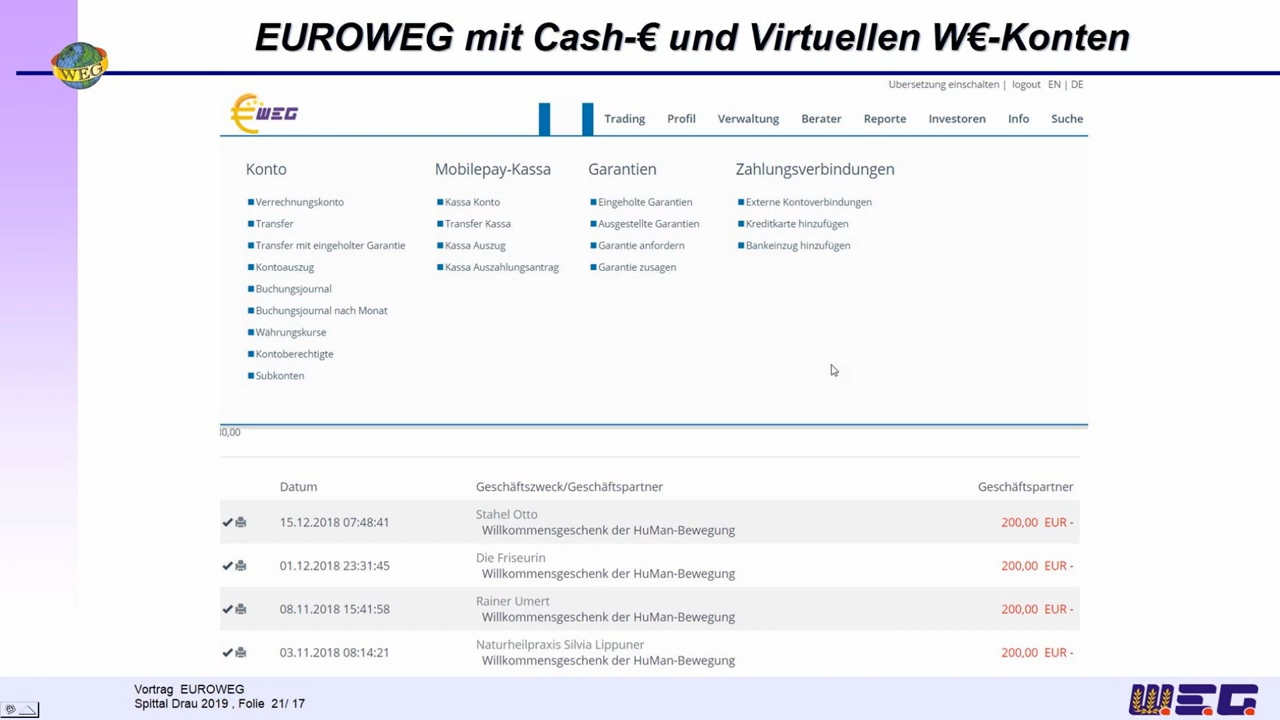 EUROWEG mit Cash-€ und Virtuellen W€-Konten
WEG
Übersetzung einschalten | logout EN | DE
€WEG
Trading Profil Verwaltung Berater Reporte Investoren Info Suche
Konto
Verrechnungskonto
Transfer
Transfer mit eingeholter Garantie
Kontoauszug
Buchungsjournal
Buchungsjournal nach Monat
Währungskurse
Kontoberechtigte
Subkonten
Mobilepay-Kassa
Kassa Konto
Transfer Kassa
Kassa Auszug
Kassa Auszahlungsantrag
Garantien
Eingeholte Garantien
Ausgestellte Garantien
Garantie anfordern
Garantie zusagen
Zahlungsverbindungen
Externe Kontoverbindungen
Kreditkarte hinzufügen
Bankeinzug hinzufügen
Datum Geschäftszweck/Geschäftspartner Geschäftspartner
15.12.2018 07:48:41 Stahel Otto 200,00 EUR -
Willkommensgeschenk der HuMan-Bewegung
01.12.2018 23:31:45 Die Friseurin 200,00 EUR -
Willkommensgeschenk der HuMan-Bewegung
08.11.2018 15:41:58 Rainer Umert 200,00 EUR -
Willkommensgeschenk der HuMan-Bewegung
03.11.2018 08:14:21 Naturheilpraxis Silvia Lippuner 200,00 EUR -
Willkommensgeschenk der HuMan-Bewegung
Vortrag EUROWEG
Spittal Drau 2019 , Folie 21/ 17
W.E.G.